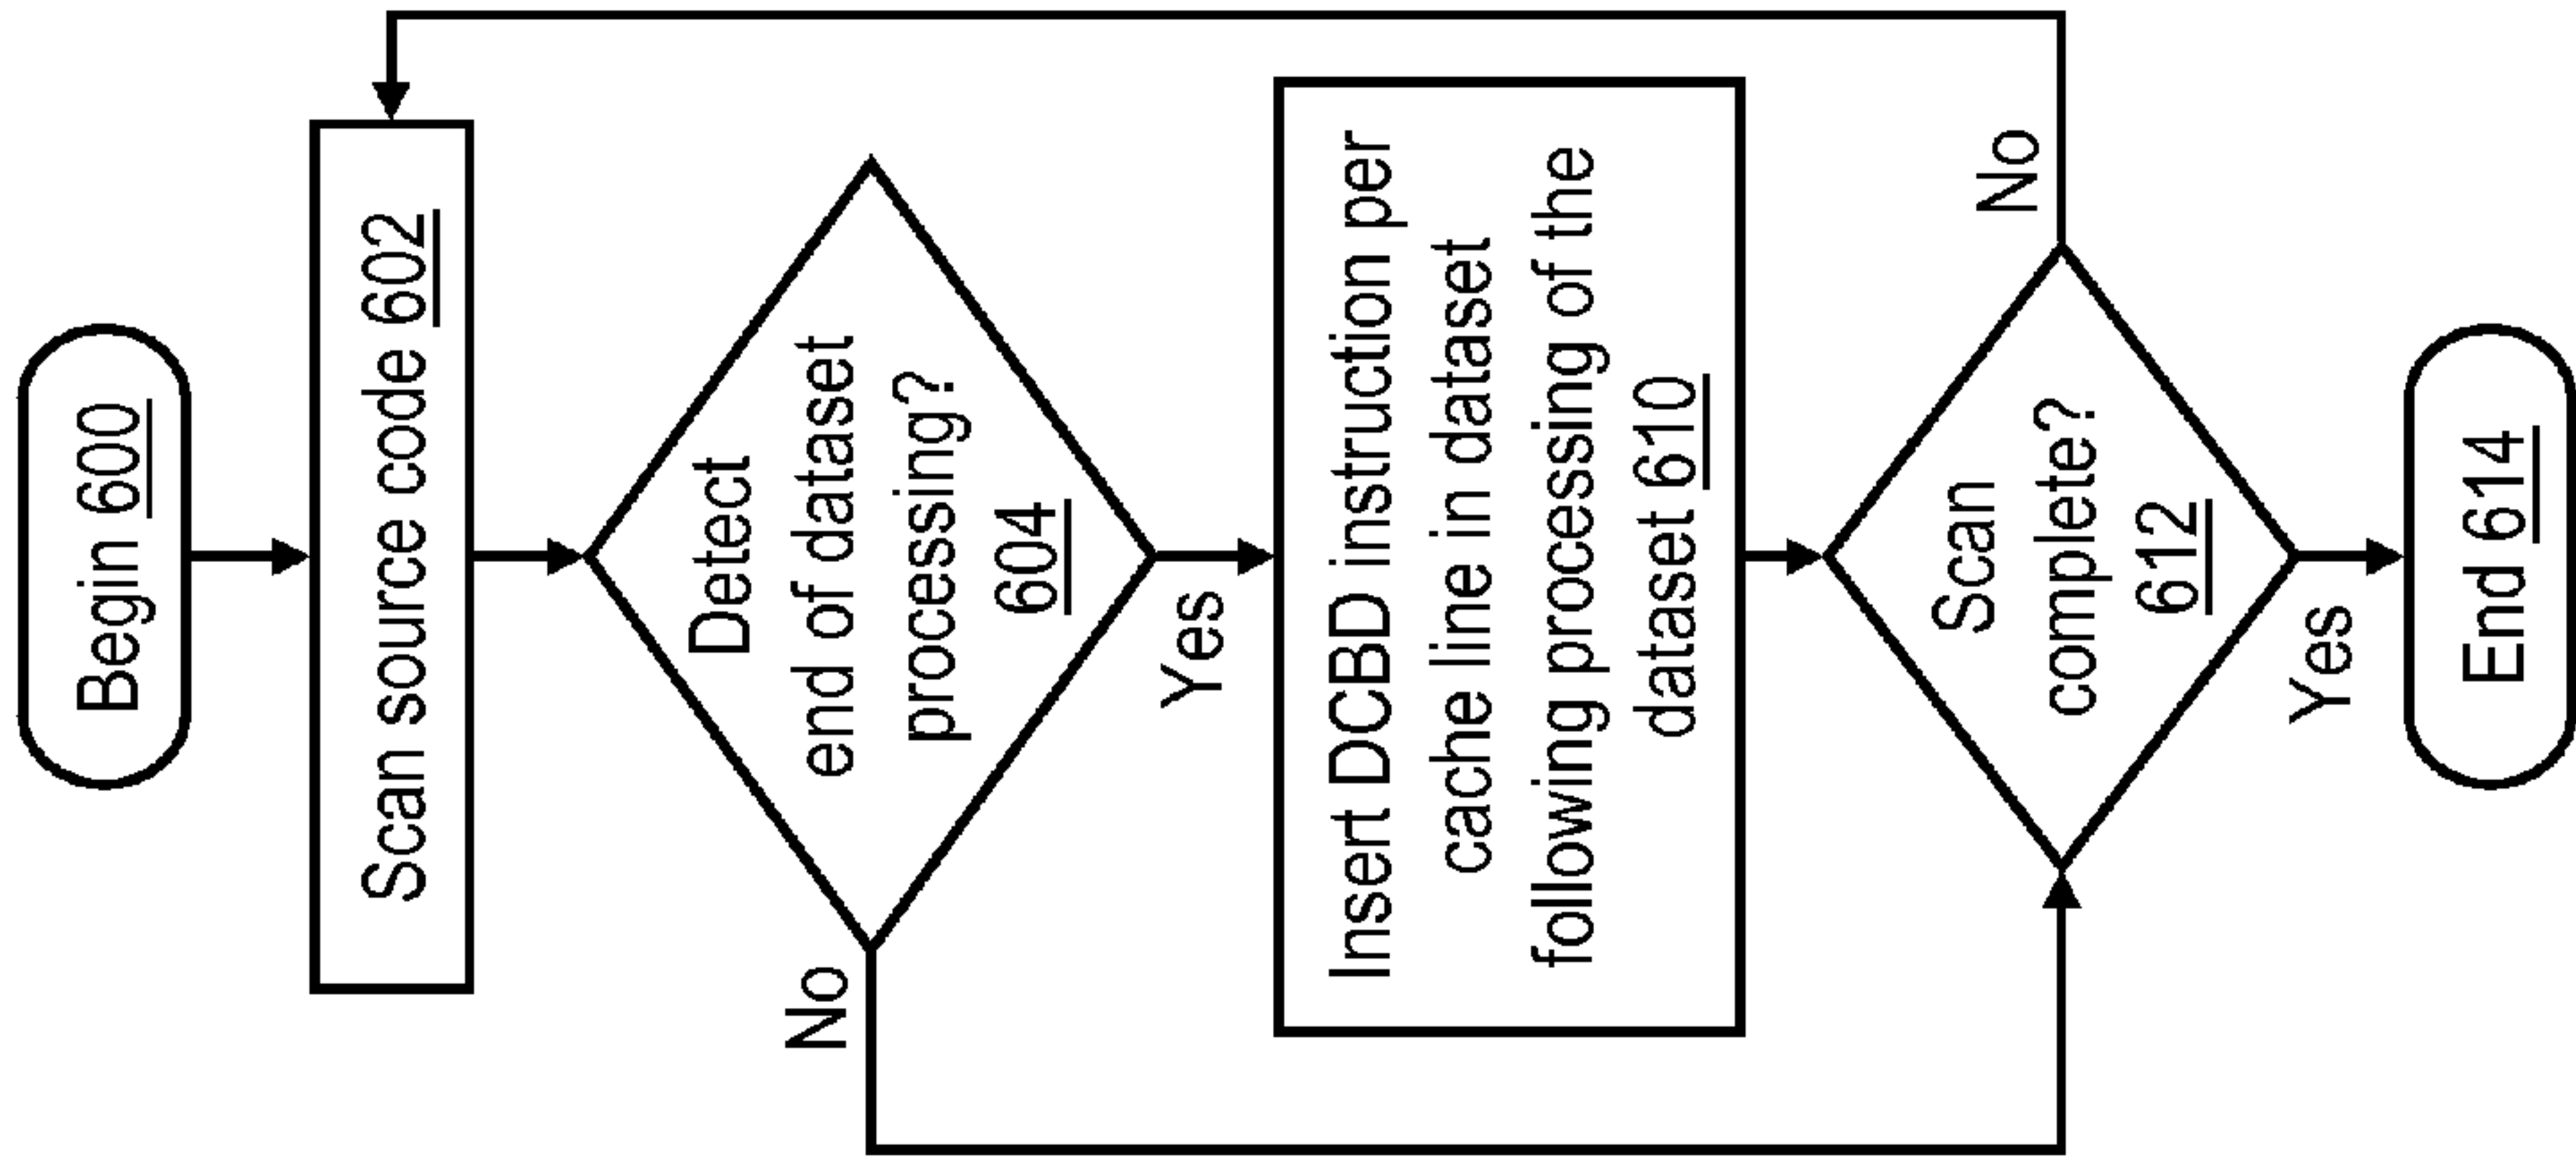 Begin 600
Scan source code 602
Detect
end of dataset
processing?
604
No
Yes
Insert DCBD instruction per
cache line in dataset
following processing of the
dataset 610
Scan
complete?
612
No
Yes
End 614